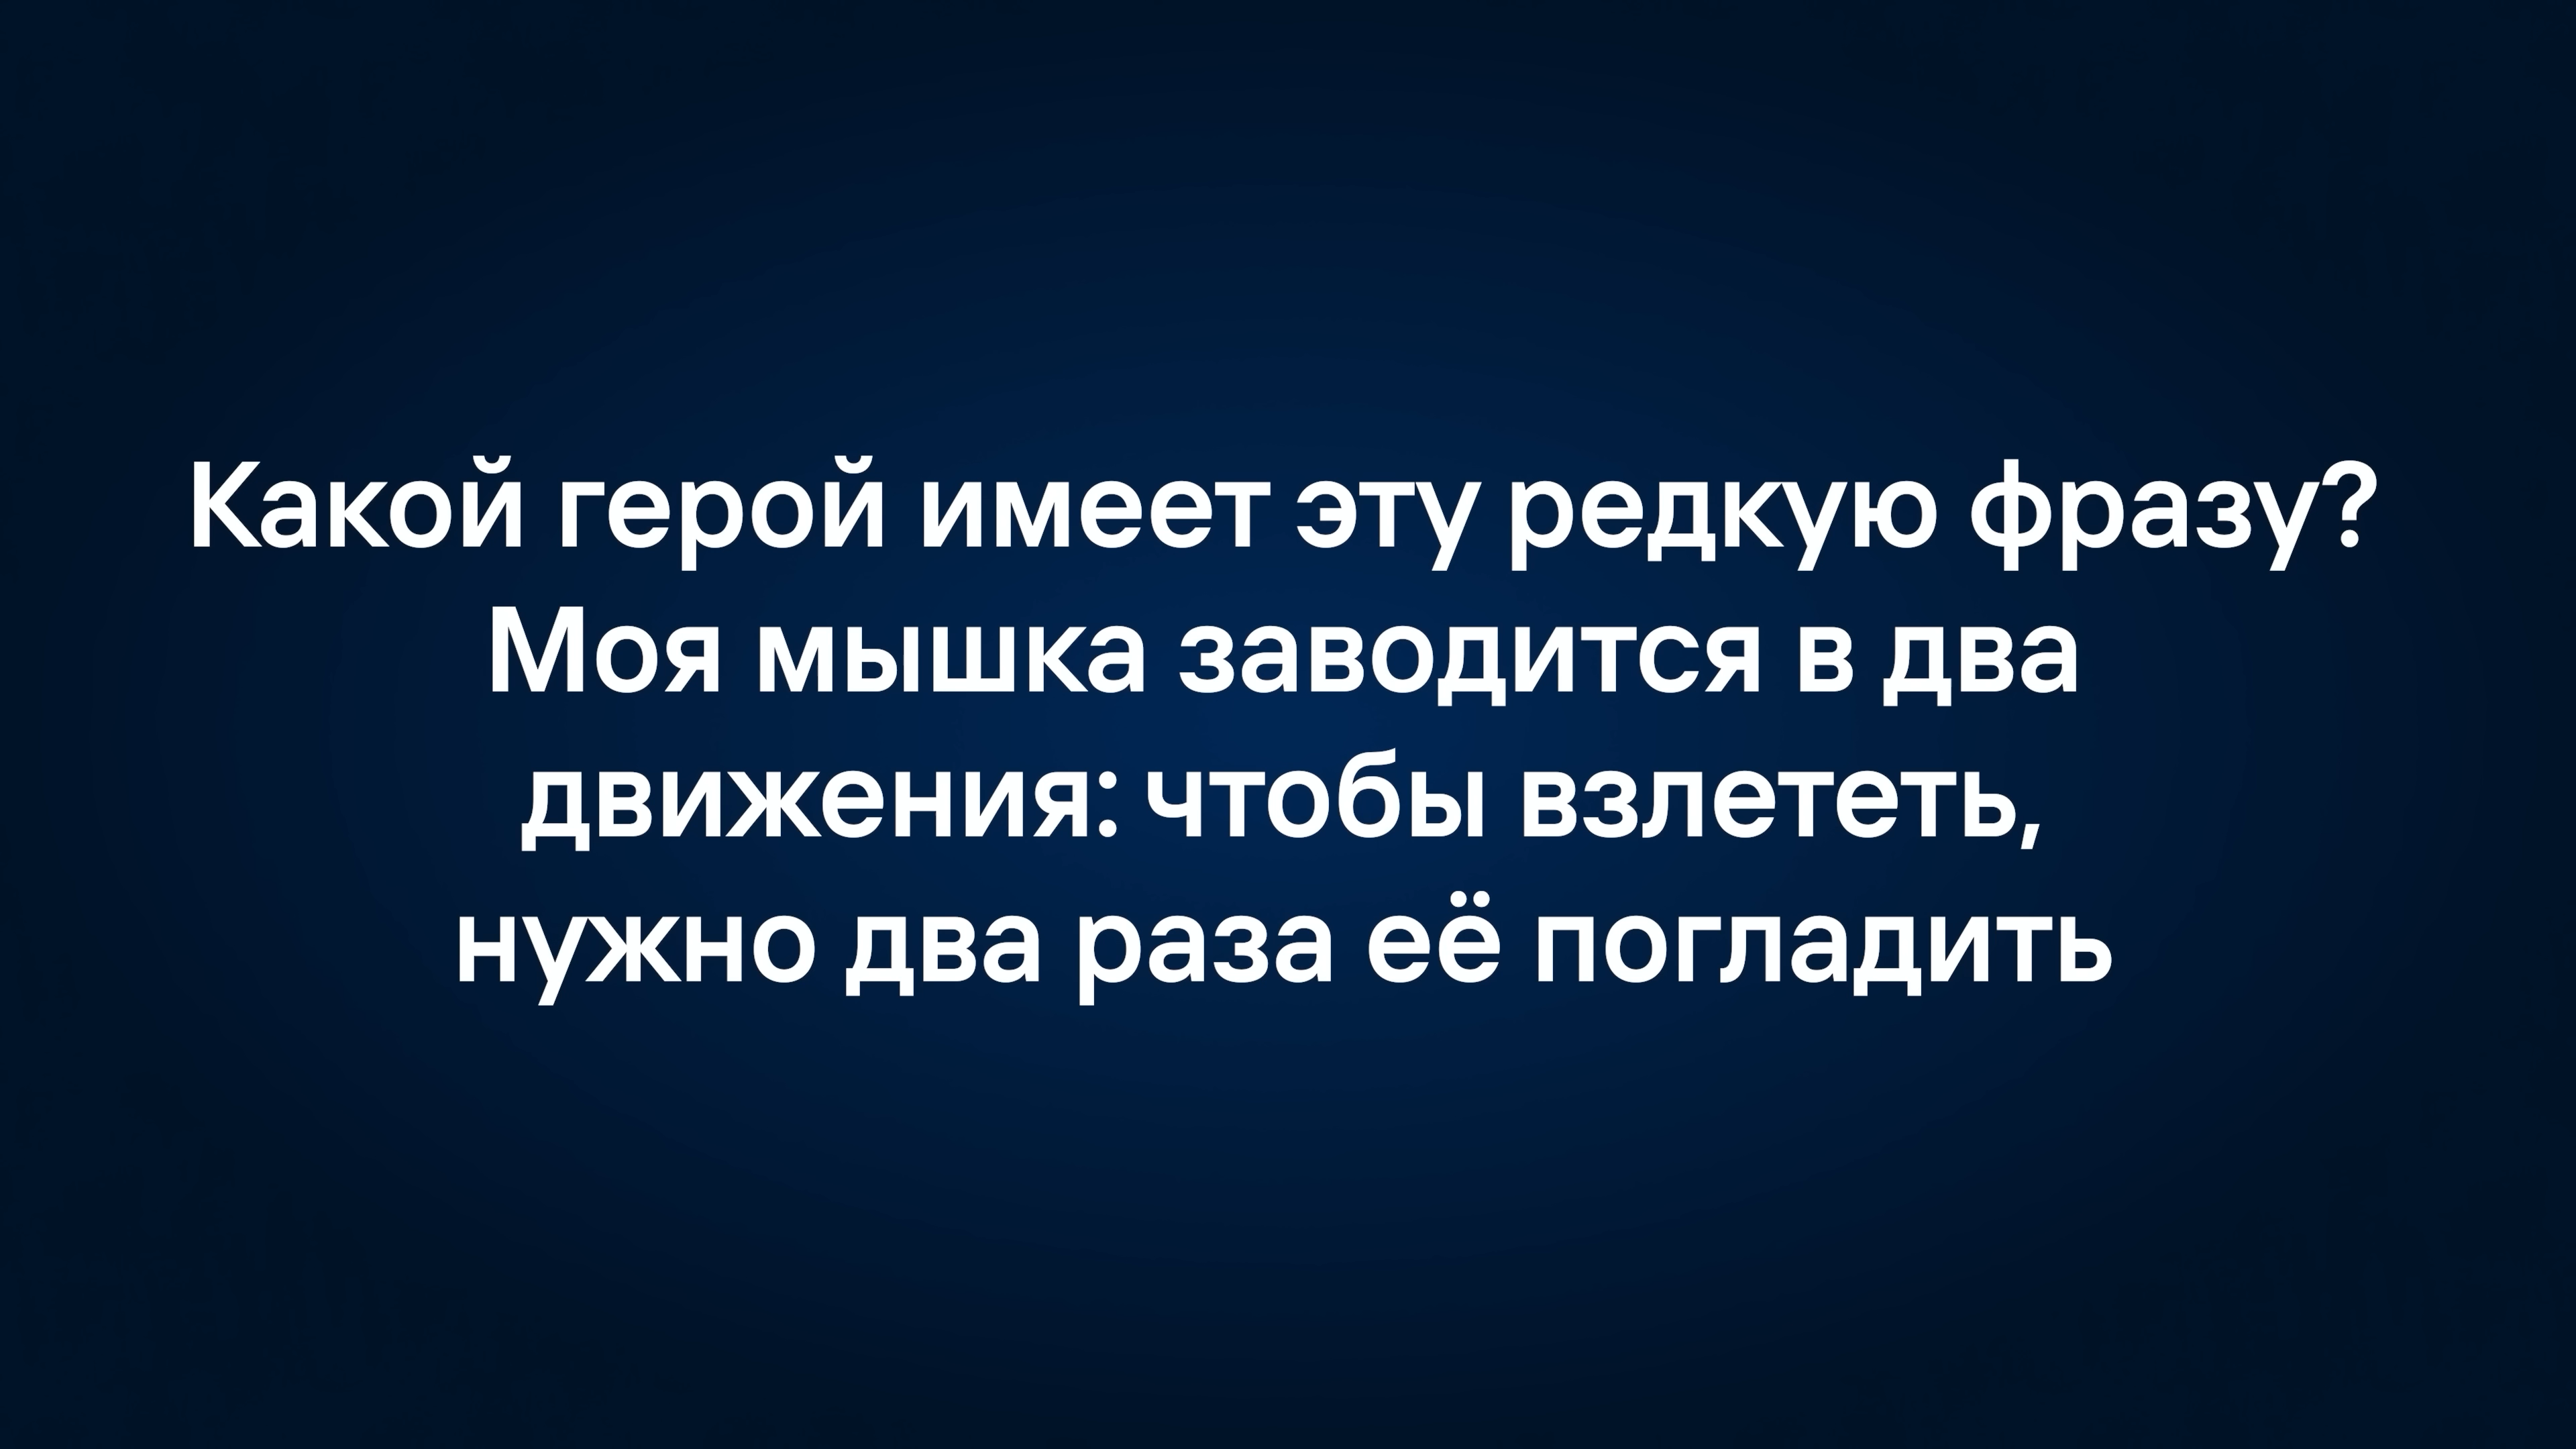 Какой герой имеет эту редкую фразу?
Моя мышка заводится в два
движения: чтобы взлететь,
нужно два раза её погладить